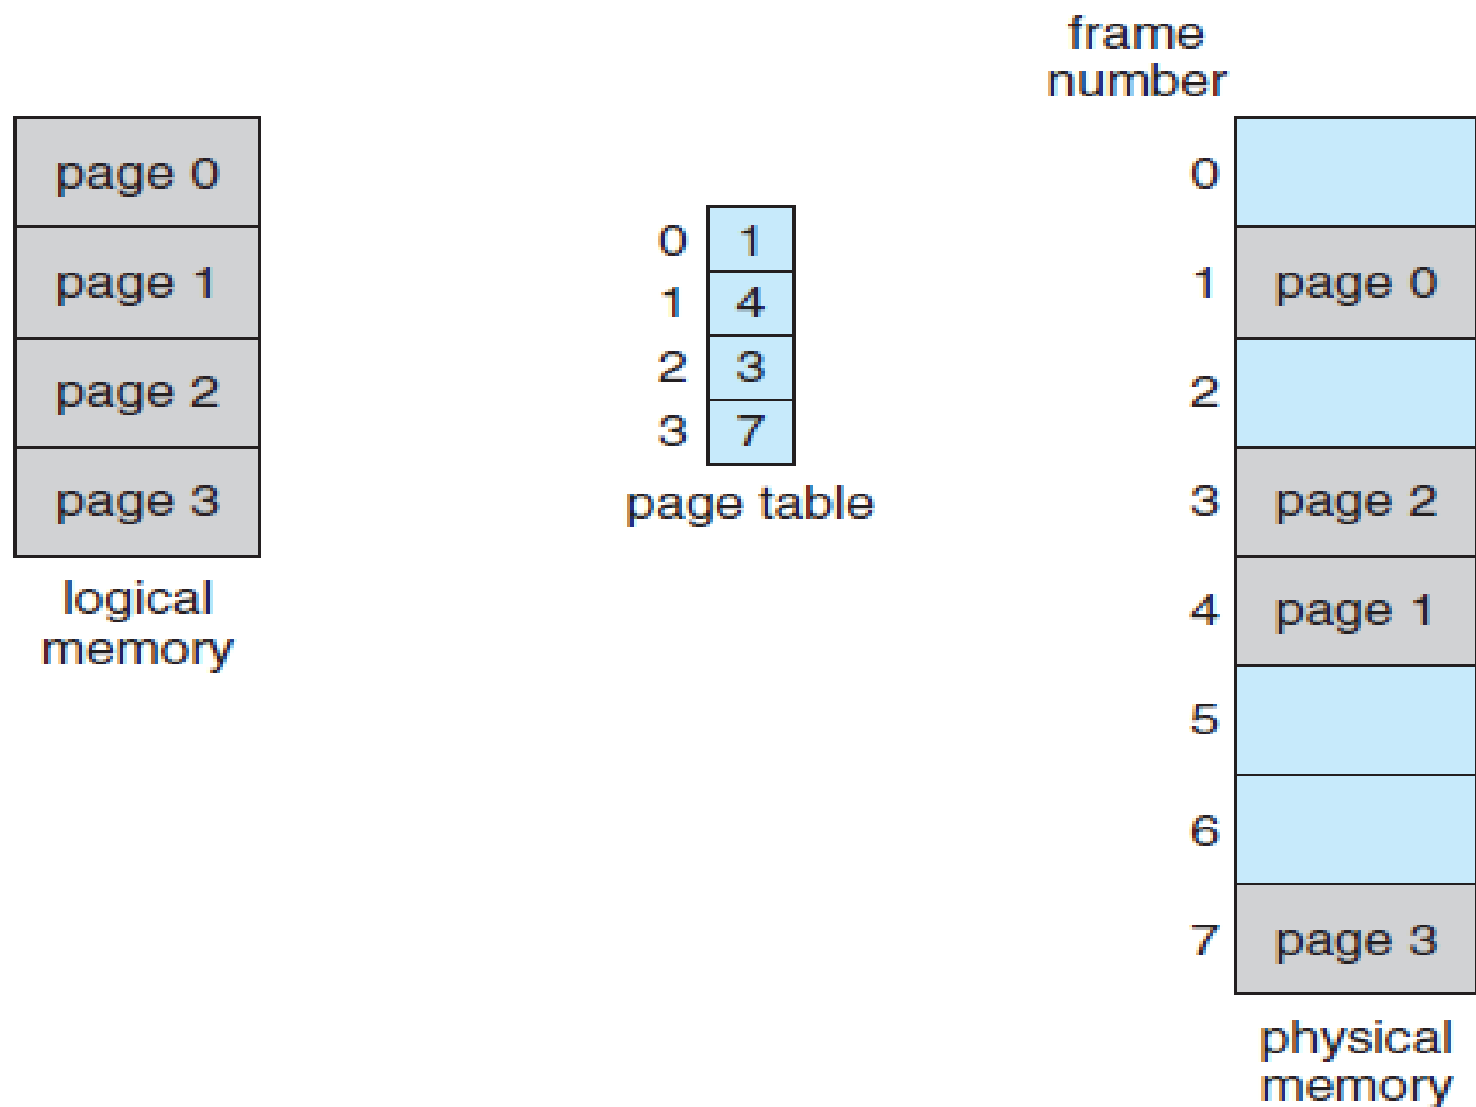 page 0
page 1
page 2
page 3
logical
memory
0 1
1 4
2 3
3 7
page table
frame
number
0
1 page 0
2
3 page 2
4 page 1
5
6
7 page 3
physical
memory